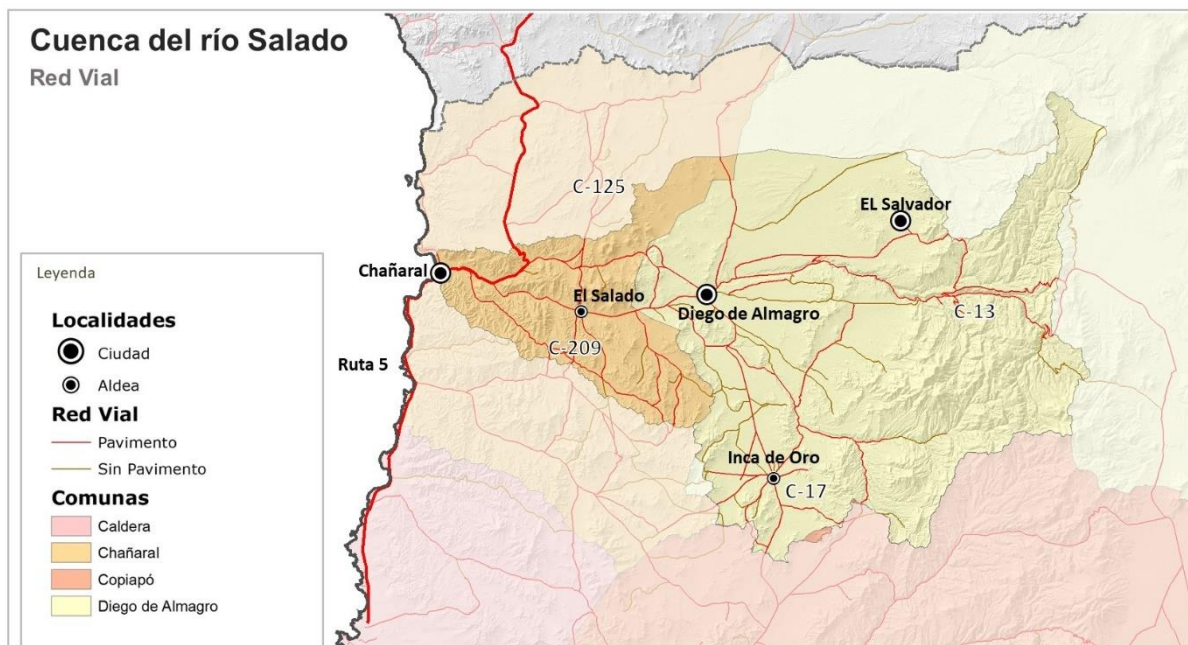 Cuenca del río Salado
Red Vial
C-125
EL Salvador
Chañaral
El Salado
Diego de Almagro
C-13
C-209
Ruta 5
Inca de Oro
C-17
Leyenda
Localidades
Ciudad
Aldea
Red Vial
Pavimento
Sin Pavimento
Comunas
Caldera
Chañaral
Copiapó
Diego de Almagro